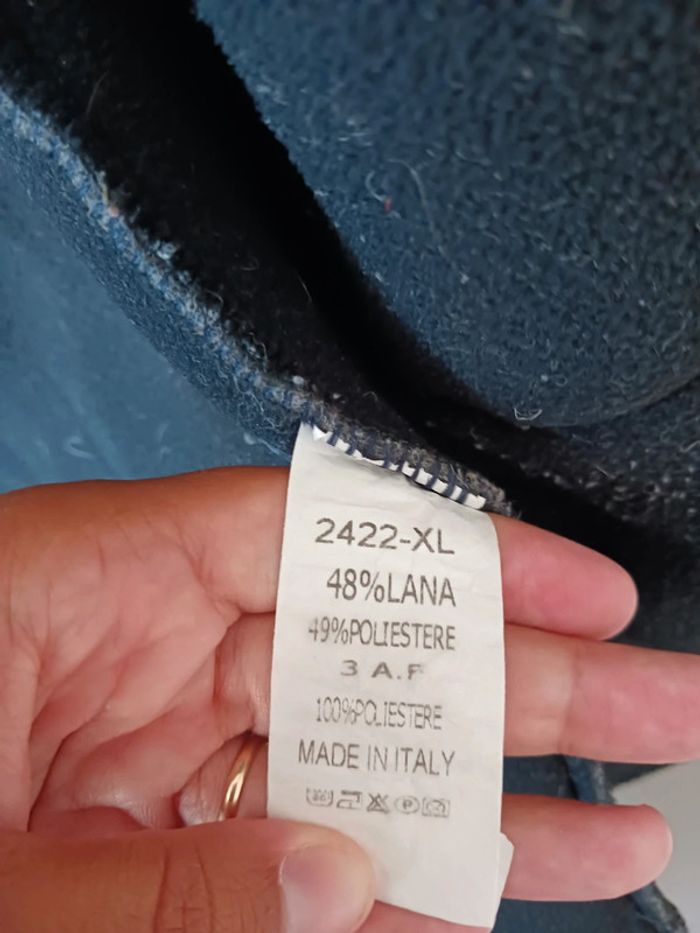 2422-XL
48%LANA
49%POLIESTERE
3 A.F
100%POLIESTERE
MADE IN ITALY